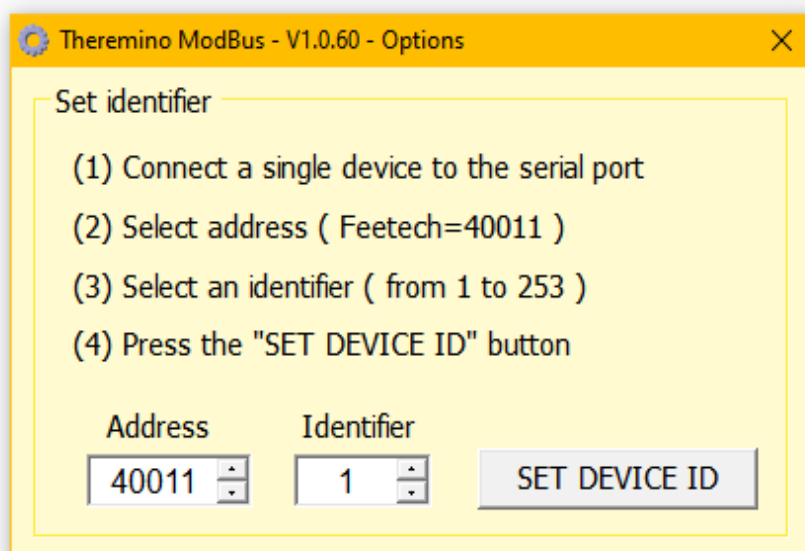 Theremino ModBus - V1.0.60 - Options
Set identifier
(1) Connect a single device to the serial port
(2) Select address ( Feetech=40011 )
(3) Select an identifier ( from 1 to 253 )
(4) Press the "SET DEVICE ID" button
Address Identifier
40011 1 SET DEVICE ID